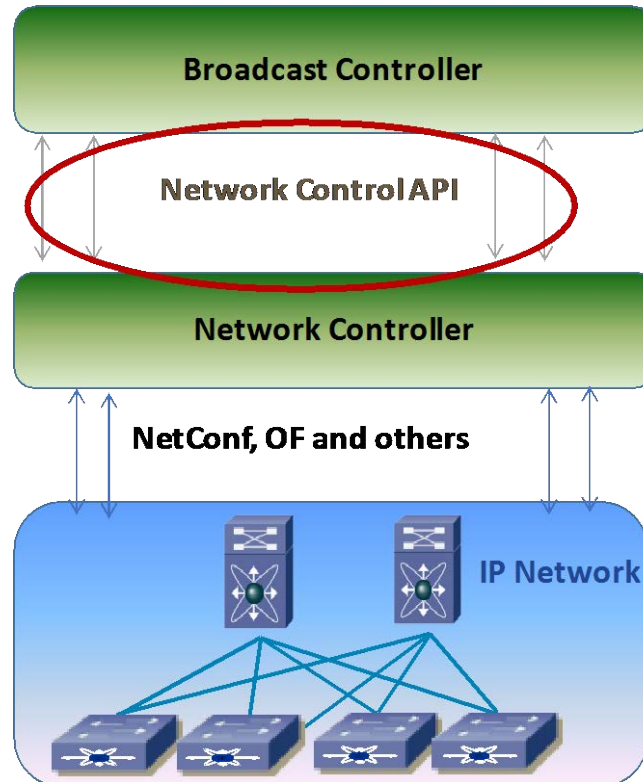 Broadcast Controller
Network Control API
Network Controller
NetConf, OF and others
IP Network